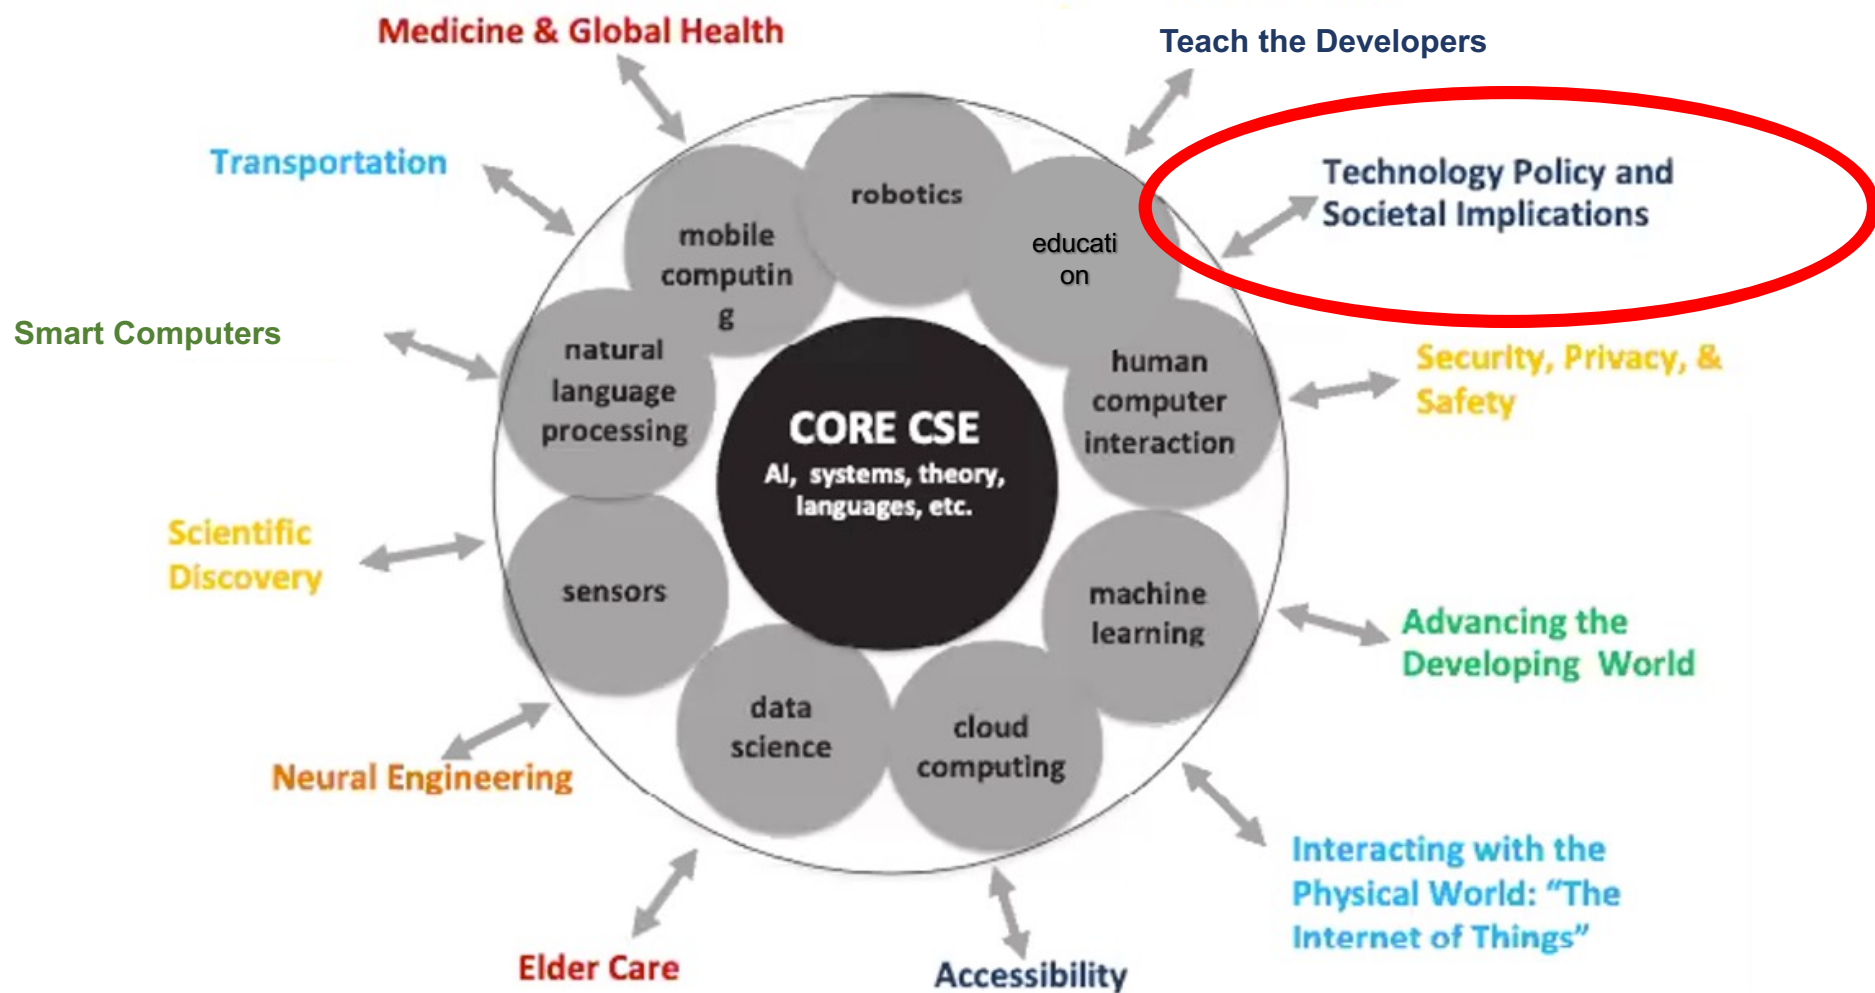 Medicine & Global Health
Teach the Developers
Transportation
Technology Policy and
Societal Implications
robotics
mobile
computin
g
educati
on
Smart Computers
natural
language
processing
human
computer
interaction
Security, Privacy, &
Safety
CORE CSE
AI, systems, theory,
languages, etc.
Scientific
Discovery
sensors
machine
learning
Advancing the
Developing World
data
science
cloud
computing
Neural Engineering
Interacting with the
Physical World: “The
Internet of Things”
Elder Care
Accessibility